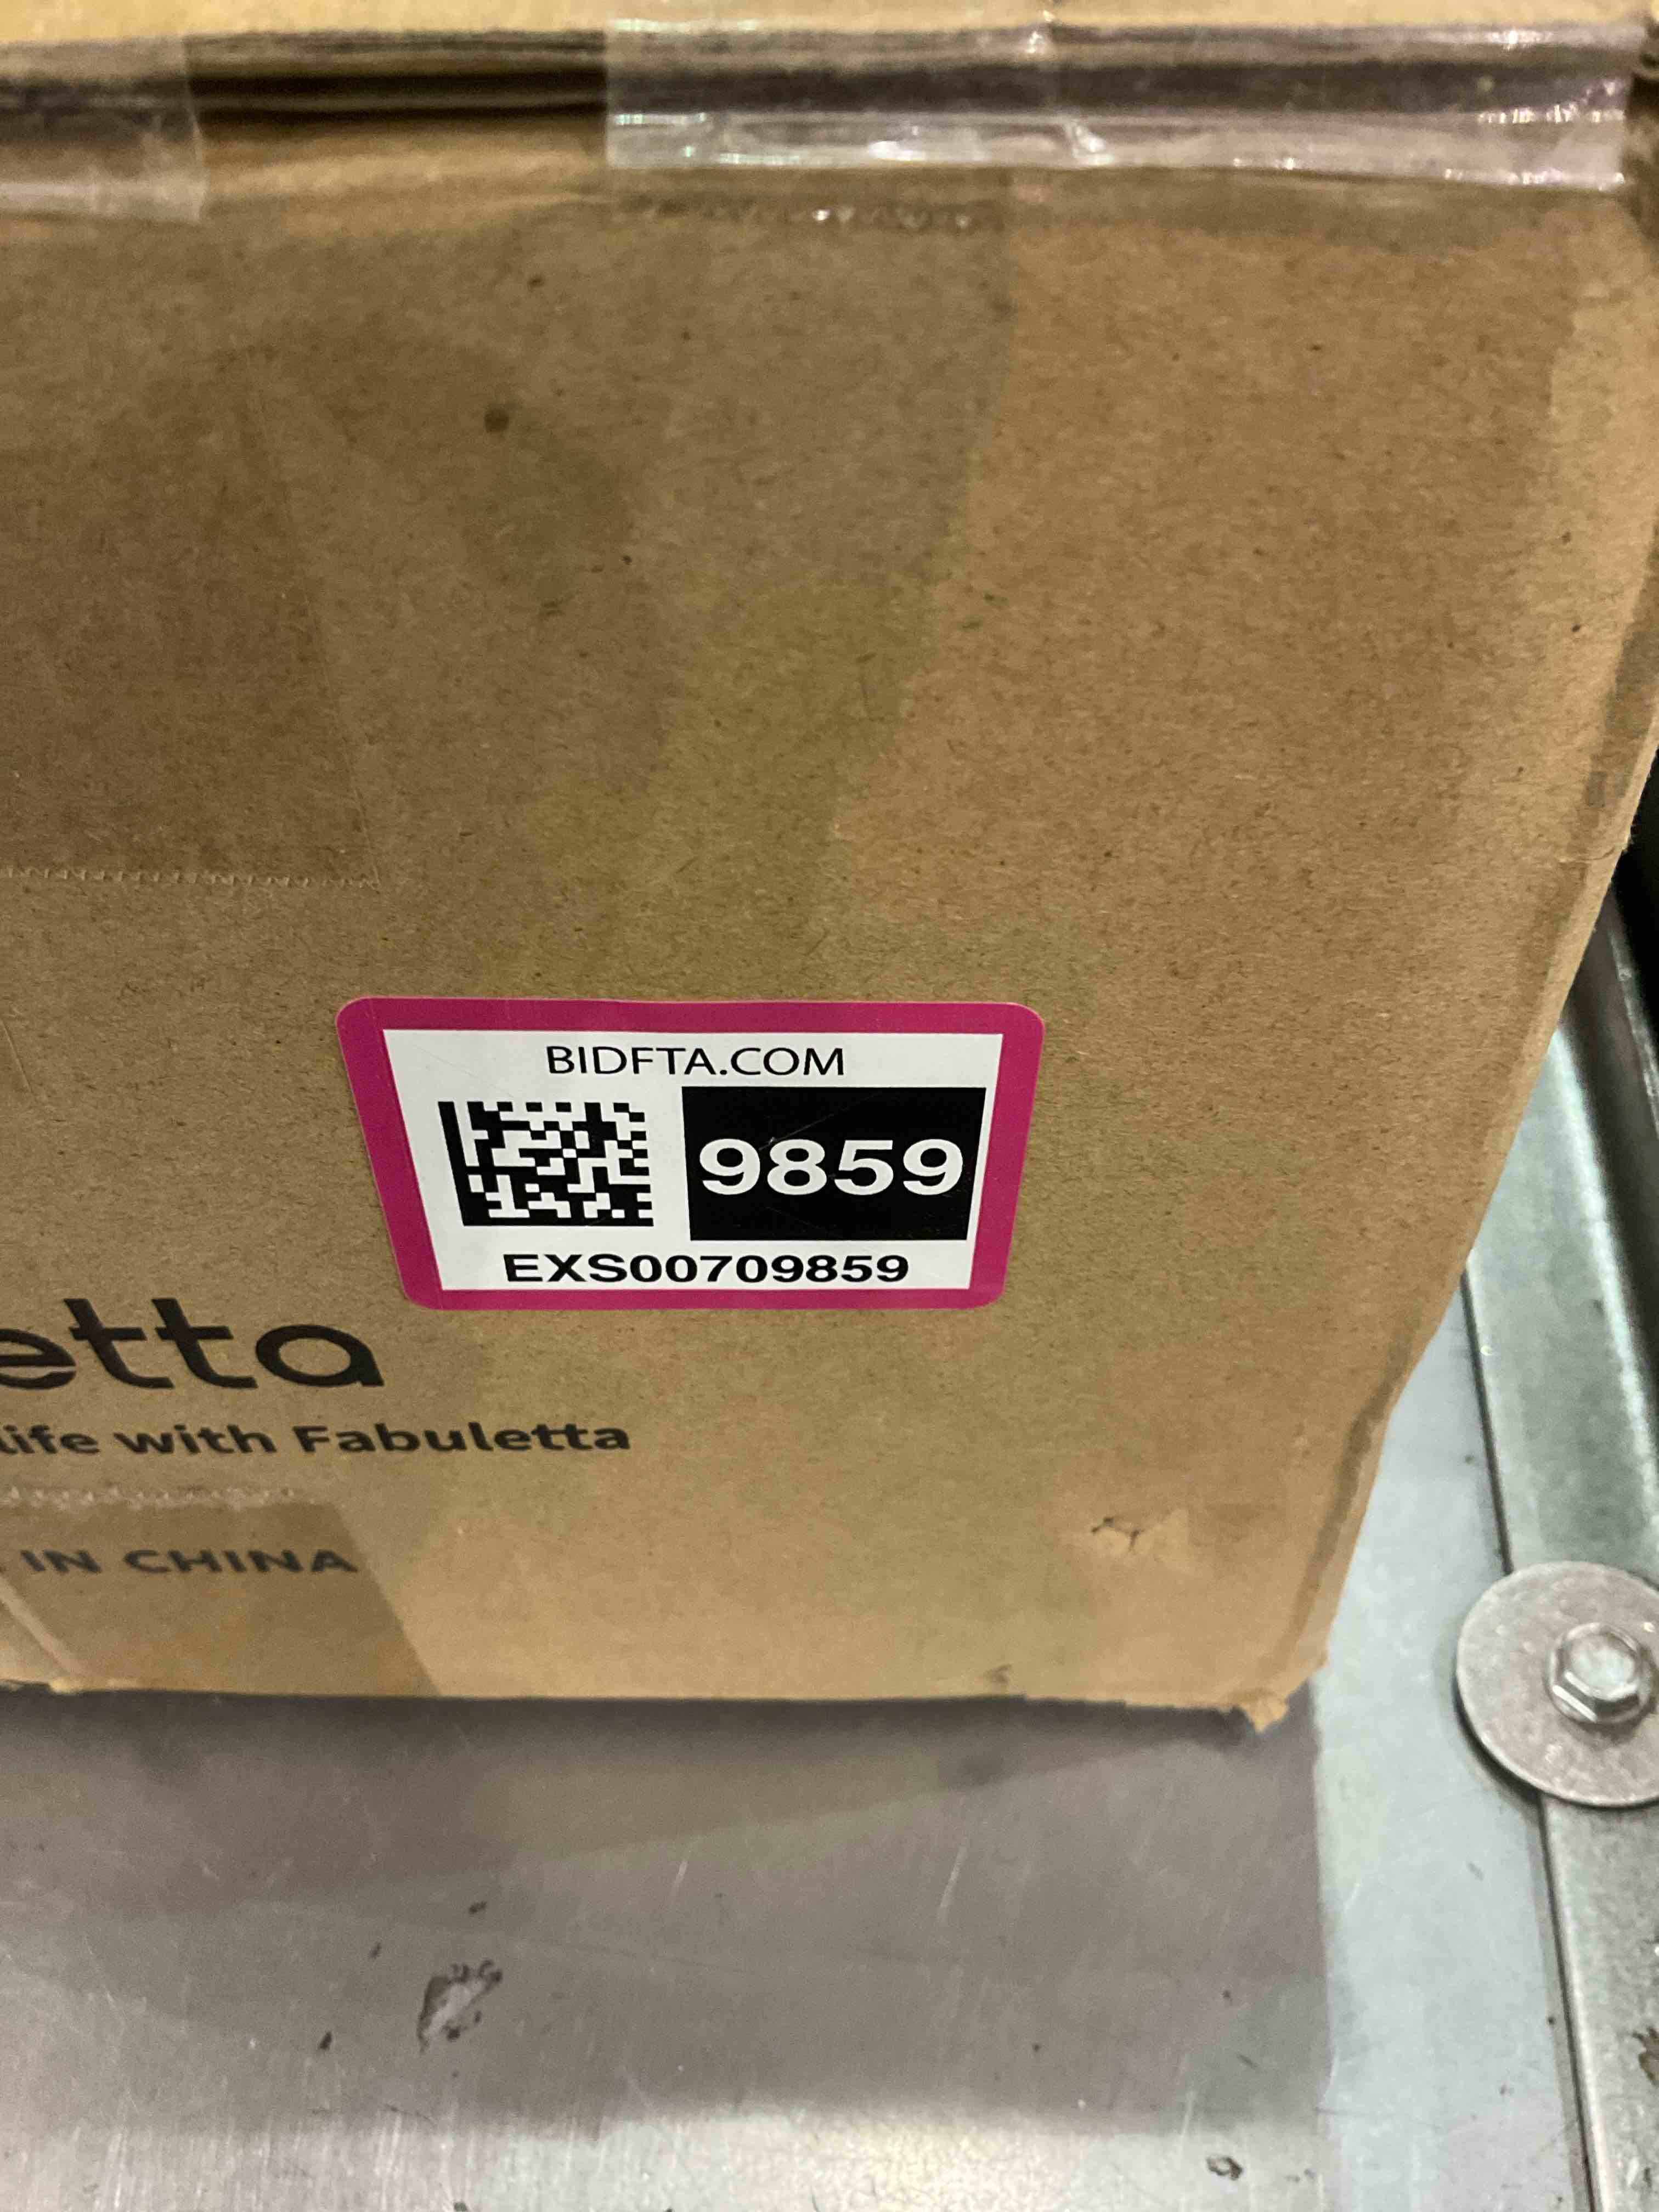 BIDFTA.COM
9859
EXS00709859
etta
life with Fabuletta
IN CHINA